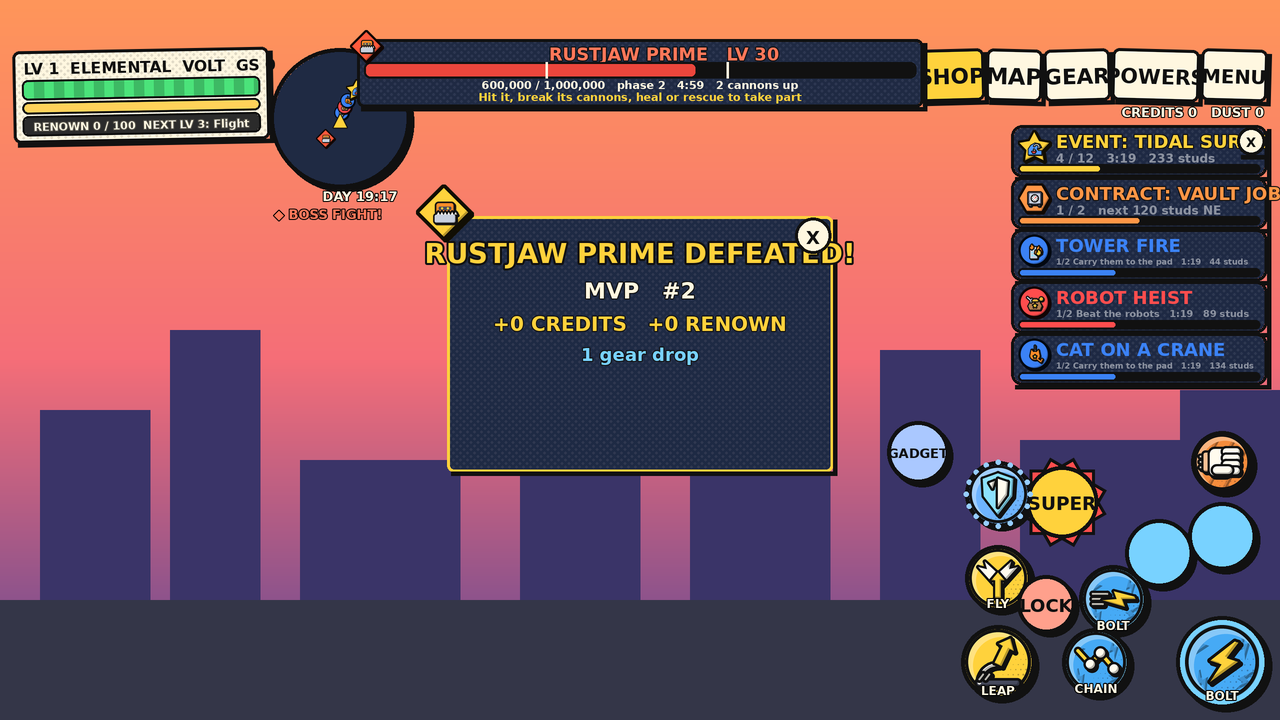 LV 1 ELEMENTAL VOLT GS
RENOWN 0 / 100 NEXT LV 3: Flight
DAY 19:17
◇ BOSS FIGHT!
RUSTJAW PRIME LV 30
600,000 / 1,000,000 phase 2 4:59 2 cannons up
Hit it, break its cannons, heal or rescue to take part
SHOP
MAP
GEAR
POWERS
MENU
CREDITS 0 DUST 0
EVENT: TIDAL SUR
X
4 / 12 3:19 233 studs
CONTRACT: VAULT JOB
1 / 2 next 120 studs NE
TOWER FIRE
1/2 Carry them to the pad 1:19 44 studs
ROBOT HEIST
1/2 Beat the robots 1:19 89 studs
CAT ON A CRANE
1/2 Carry them to the pad 1:19 134 studs
X
RUSTJAW PRIME DEFEATED!
MVP #2
+0 CREDITS +0 RENOWN
1 gear drop
GADGET
SUPER
FLY
LOCK
BOLT
LEAP
CHAIN
BOLT